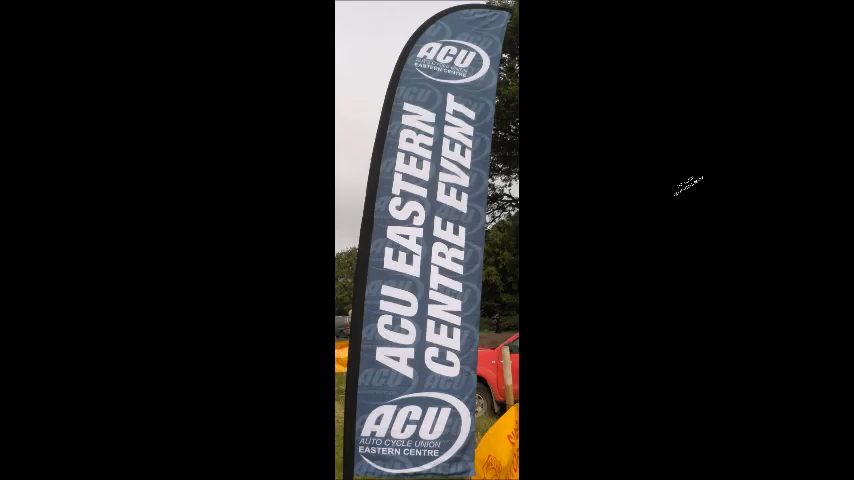 ACU
AUTO CYCLE UNION
EASTERN CENTRE
ACU EASTERN
CENTRE EVENT
ACU
AUTO CYCLE UNION
EASTERN CENTRE